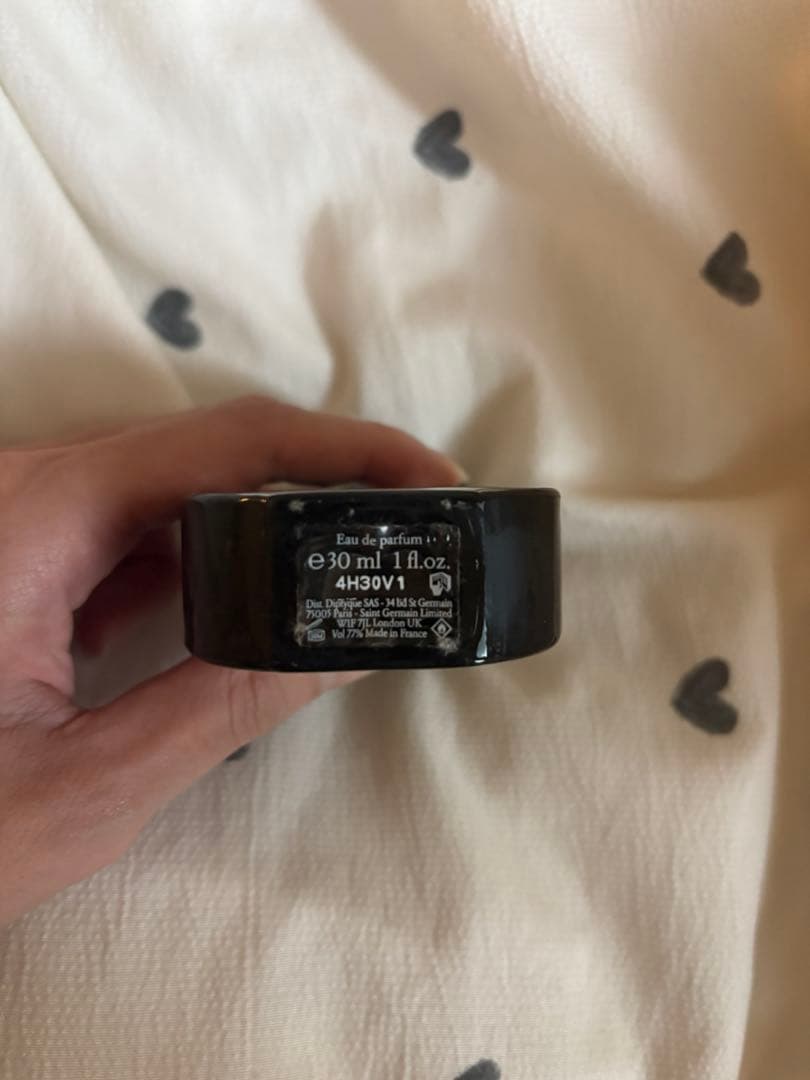 Eau de parfum
e30 ml 1 fl.oz.
4H30V1
Dist. Diptyque SAS - 34 bd St Germain
75005 Paris - Saint Germain Limited
W1F 7JL London UK
Vol 77% Made in France